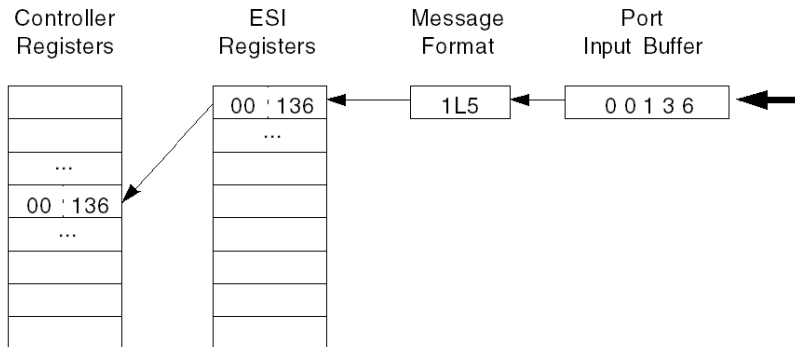 Controller Registers
ESI Registers
Message Format
Port Input Buffer
00 136
1L5
0 0 1 3 6
...
...
00 136
...